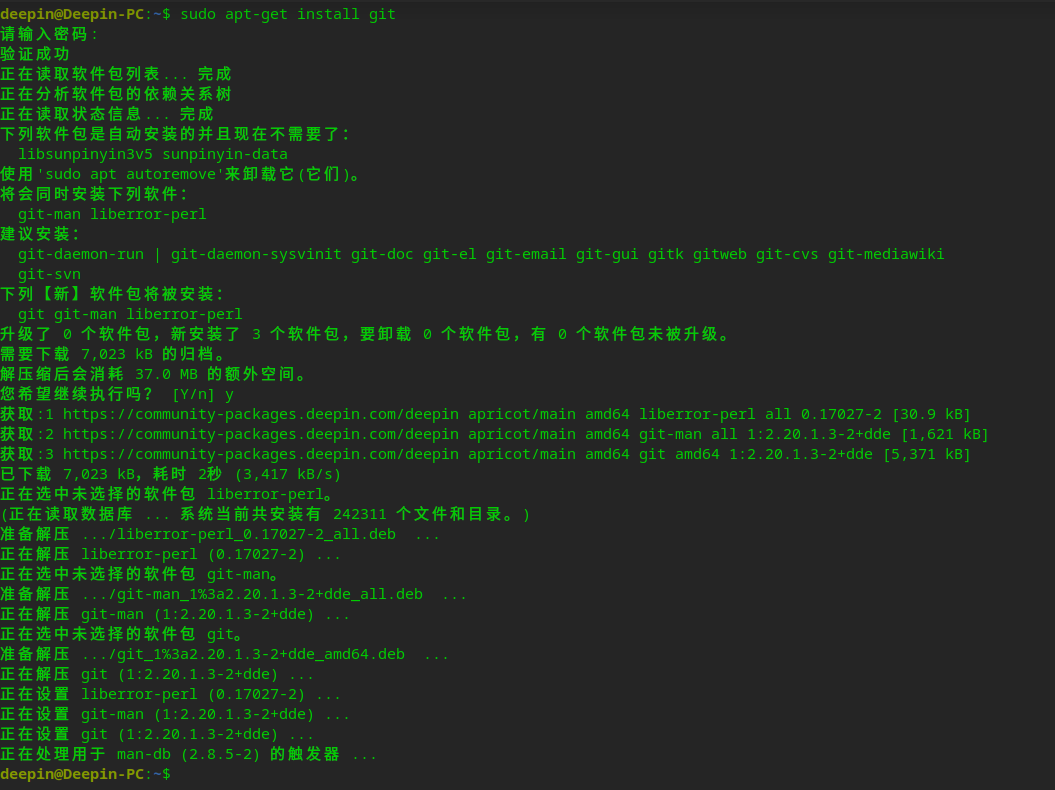 deepin@Deepin-PC:~$ sudo apt-get install git
请输入密码:
验证成功
正在读取软件包列表... 完成
正在分析软件包的依赖关系树
正在读取状态信息... 完成
下列软件包是自动安装的并且现在不需要了：
  libsunpinyin3v5 sunpinyin-data
使用'sudo apt autoremove'来卸载它(它们)。
将会同时安装下列软件：
  git-man liberror-perl
建议安装：
  git-daemon-run | git-daemon-sysvinit git-doc git-el git-email git-gui gitk gitweb git-cvs git-mediawiki
  git-svn
下列【新】软件包将被安装：
  git git-man liberror-perl
升级了 0 个软件包，新安装了 3 个软件包，要卸载 0 个软件包，有 0 个软件包未被升级。
需要下载 7,023 kB 的归档。
解压缩后会消耗 37.0 MB 的额外空间。
您希望继续执行吗？ [Y/n] y
获取:1 https://community-packages.deepin.com/deepin apricot/main amd64 liberror-perl all 0.17027-2 [30.9 kB]
获取:2 https://community-packages.deepin.com/deepin apricot/main amd64 git-man all 1:2.20.1.3-2+dde [1,621 kB]
获取:3 https://community-packages.deepin.com/deepin apricot/main amd64 git amd64 1:2.20.1.3-2+dde [5,371 kB]
已下载 7,023 kB，耗时 2秒 (3,417 kB/s)
正在选中未选择的软件包 liberror-perl。
(正在读取数据库 ... 系统当前共安装有 242311 个文件和目录。)
准备解压 .../liberror-perl_0.17027-2_all.deb  ...
正在解压 liberror-perl (0.17027-2) ...
正在选中未选择的软件包 git-man。
准备解压 .../git-man_1%3a2.20.1.3-2+dde_all.deb  ...
正在解压 git-man (1:2.20.1.3-2+dde) ...
正在选中未选择的软件包 git。
准备解压 .../git_1%3a2.20.1.3-2+dde_amd64.deb  ...
正在解压 git (1:2.20.1.3-2+dde) ...
正在设置 liberror-perl (0.17027-2) ...
正在设置 git-man (1:2.20.1.3-2+dde) ...
正在设置 git (1:2.20.1.3-2+dde) ...
正在处理用于 man-db (2.8.5-2) 的触发器 ...
deepin@Deepin-PC:~$